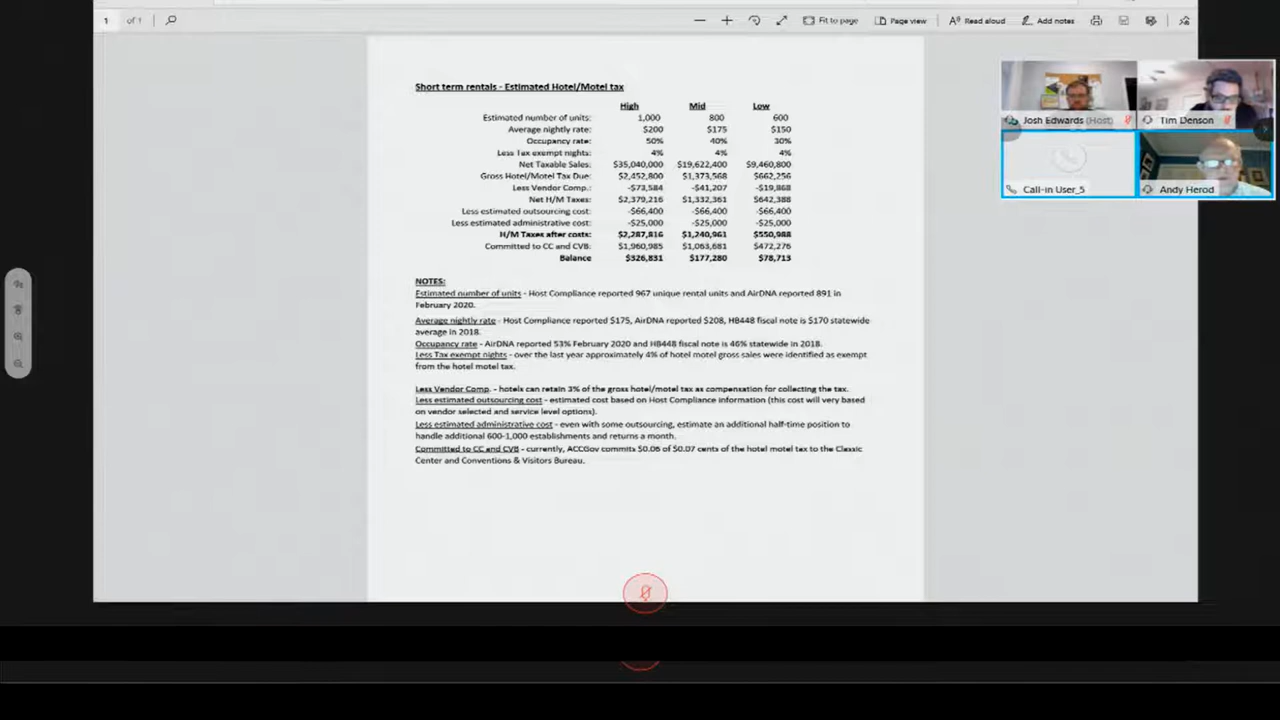 1 of 1 Fit to page Page view Read aloud Add notes
Short term rentals - Estimated Hotel/Motel tax
High Mid Low
Estimated number of units: 1,000 800 600
Average nightly rate: $200 $175 $150
Occupancy rate: 50% 40% 30%
Less Tax exempt nights: 4% 4% 4%
Net Taxable Sales: $35,040,000 $19,622,400 $9,460,800
Gross Hotel/Motel Tax Due: $2,452,800 $1,373,568 $662,256
Less Vendor Comp.: -$73,584 -$41,207 -$19,868
Net H/M Taxes: $2,379,216 $1,332,361 $642,388
Less estimated outsourcing cost: -$66,400 -$66,400 -$66,400
Less estimated administrative cost: -$25,000 -$25,000 -$25,000
H/M Taxes after costs: $2,287,816 $1,240,961 $550,988
Committed to CC and CVB: $1,960,985 $1,063,681 $472,276
Balance $326,831 $177,280 $78,713
NOTES:
Estimated number of units - Host Compliance reported 967 unique rental units and AirDNA reported 891 in
February 2020.
Average nightly rate - Host Compliance reported $175, AirDNA reported $208, HB448 fiscal note is $170 statewide
average in 2018.
Occupancy rate - AirDNA reported 53% February 2020 and HB448 fiscal note is 46% statewide in 2018.
Less Tax exempt nights - over the last year approximately 4% of hotel motel gross sales were identified as exempt
from the hotel motel tax.
Less Vendor Comp. - hotels can retain 3% of the gross hotel/motel tax as compensation for collecting the tax.
Less estimated outsourcing cost - estimated cost based on Host Compliance information (this cost will very based
on vendor selected and service level options).
Less estimated administrative cost - even with some outsourcing, estimate an additional half-time position to
handle additional 600-1,000 establishments and returns a month.
Committed to CC and CVB - currently, ACCGov commits $0.06 of $0.07 cents of the hotel motel tax to the Classic
Center and Conventions & Visitors Bureau.
Josh Edwards (Host) Tim Denson
Call-in User_5 Andy Herod